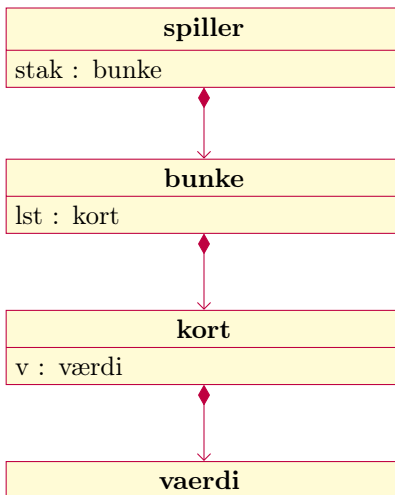 spiller
stak : bunke
bunke
lst : kort
kort
v : værdi
vaerdi